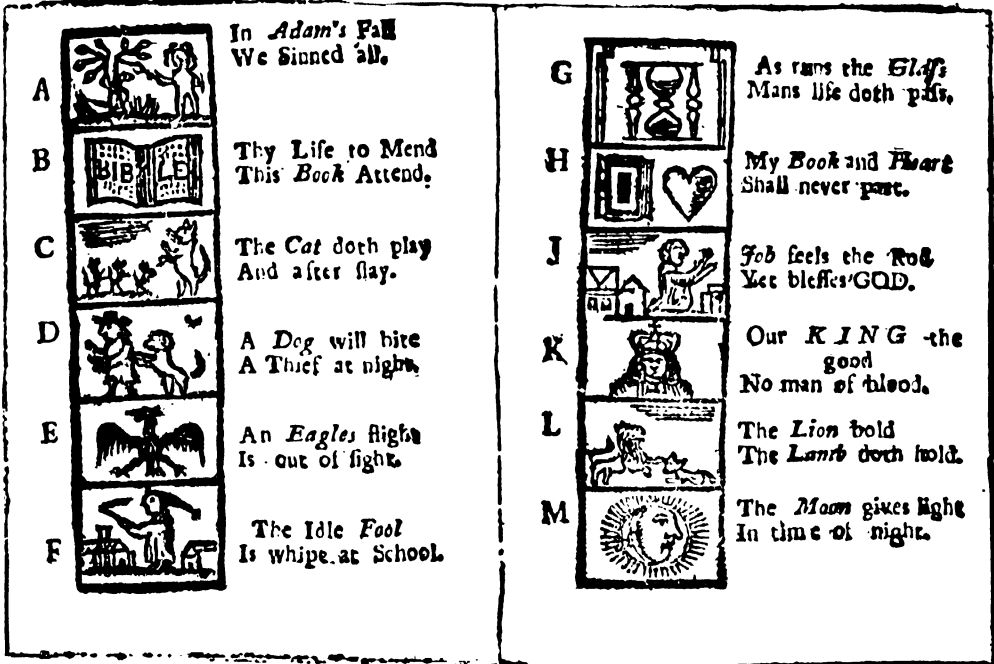 A
In Adam's Fall
We Sinned all.
B
BIBLE
Thy Life to Mend
This Book Attend.
C
The Cat doth play
And after slay.
D
A Dog will bite
A Thief at night.
E
An Eagles flight
Is out of sight.
F
The Idle Fool
Is whipt at School.
G
As runs the Glaſs
Mans life doth paſs.
H
My Book and Heart
Shall never part.
J
Job feels the Rod
Yet bleſſes GOD.
K
Our KING the
good
No man of blood.
L
The Lion bold
The Lamb doth hold.
M
The Moon gives light
In time of night.